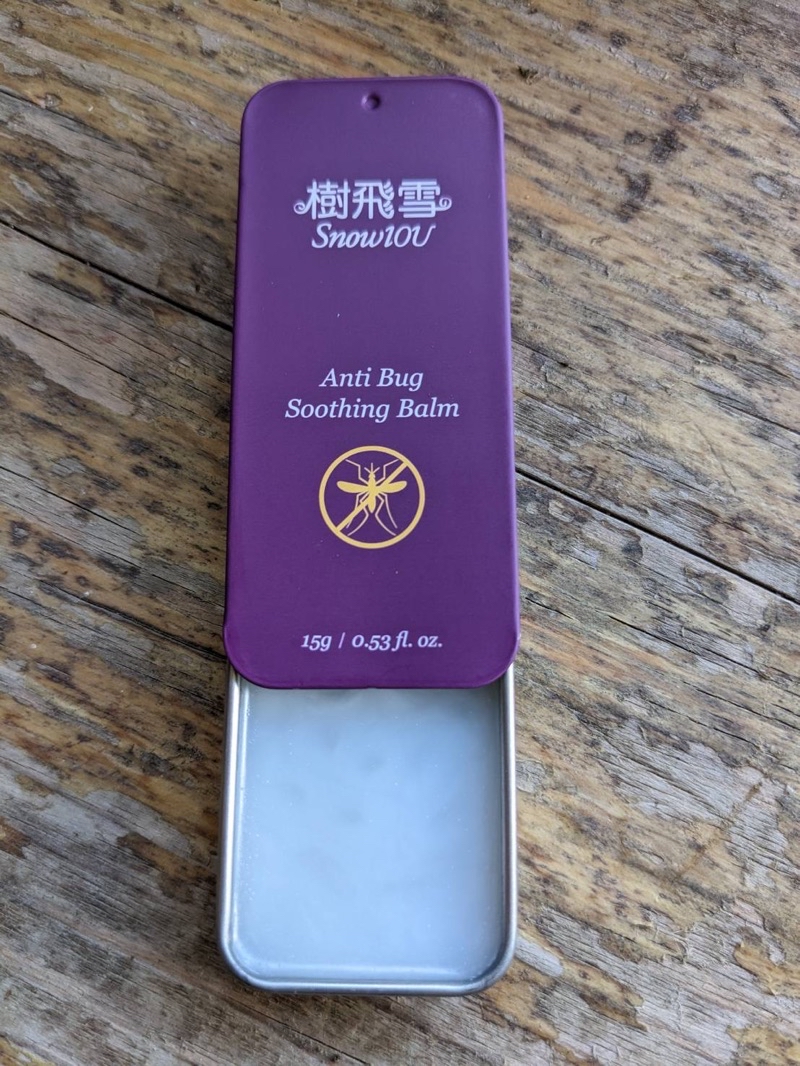 樹飛雪
Snow10U
Anti Bug
Soothing Balm
15g / 0.53 fl. oz.